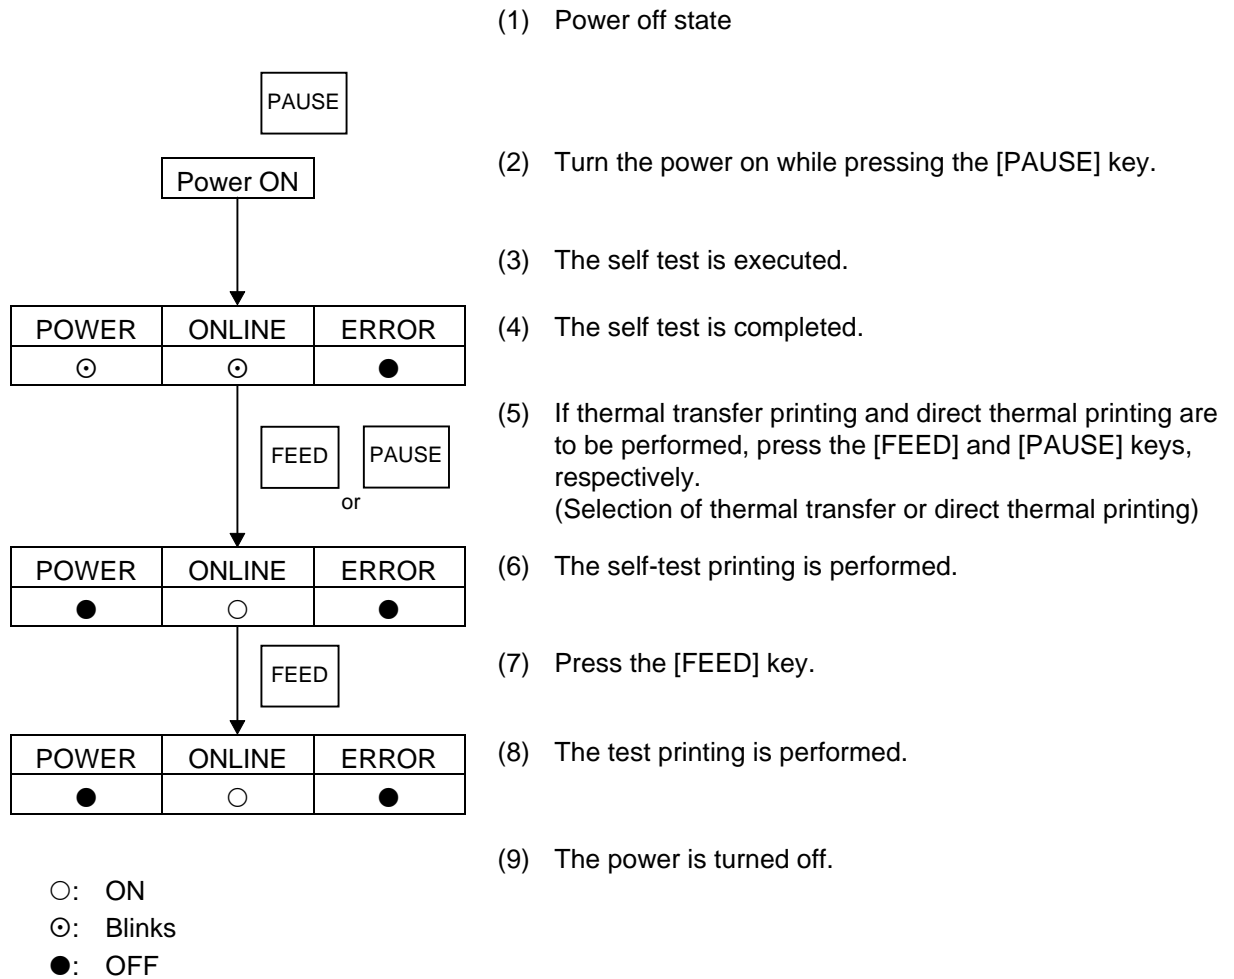 (1) Power off state
PAUSE
(2) Turn the power on while pressing the [PAUSE] key.
Power ON
(3) The self test is executed.
POWER ONLINE ERROR
(4) The self test is completed.
⊙ ⊙ ●
(5) If thermal transfer printing and direct thermal printing are
to be performed, press the [FEED] and [PAUSE] keys,
respectively.
(Selection of thermal transfer or direct thermal printing)
FEED PAUSE
or
POWER ONLINE ERROR
(6) The self-test printing is performed.
● ○ ●
(7) Press the [FEED] key.
FEED
POWER ONLINE ERROR
(8) The test printing is performed.
● ○ ●
(9) The power is turned off.
○: ON
⊙: Blinks
●: OFF